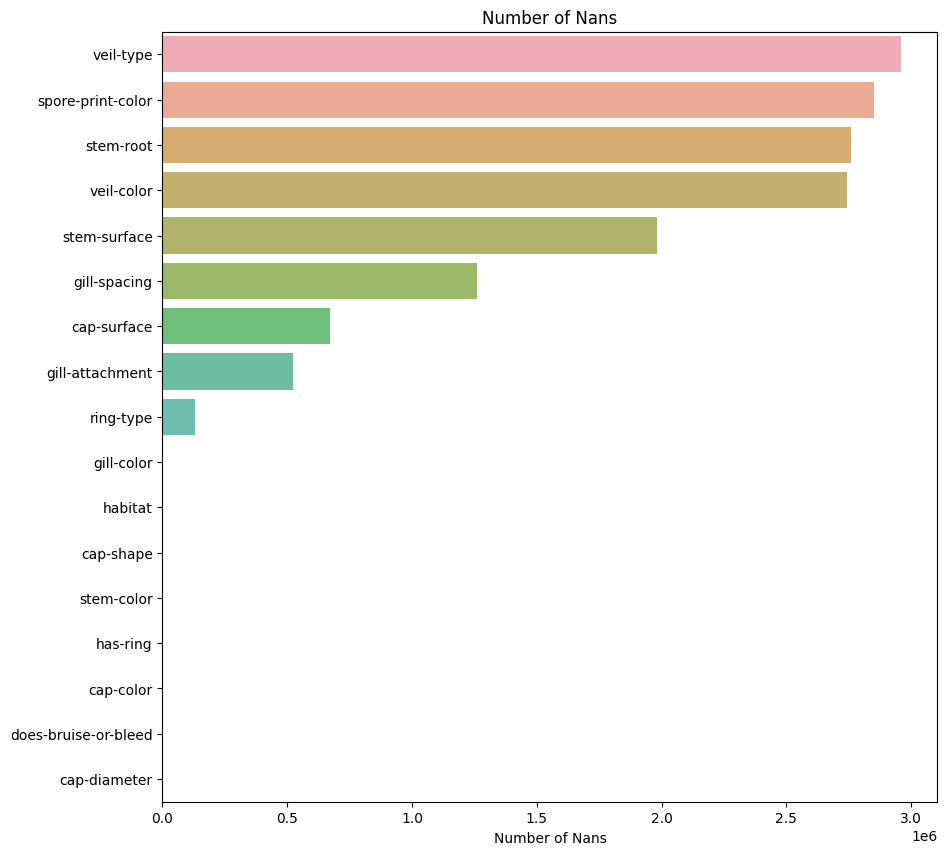 Number of Nans
veil-type
spore-print-color
stem-root
veil-color
stem-surface
gill-spacing
cap-surface
gill-attachment
ring-type
gill-color
habitat
cap-shape
stem-color
has-ring
cap-color
does-bruise-or-bleed
cap-diameter
0.0 0.5 1.0 1.5 2.0 2.5 3.0
1e6
Number of Nans